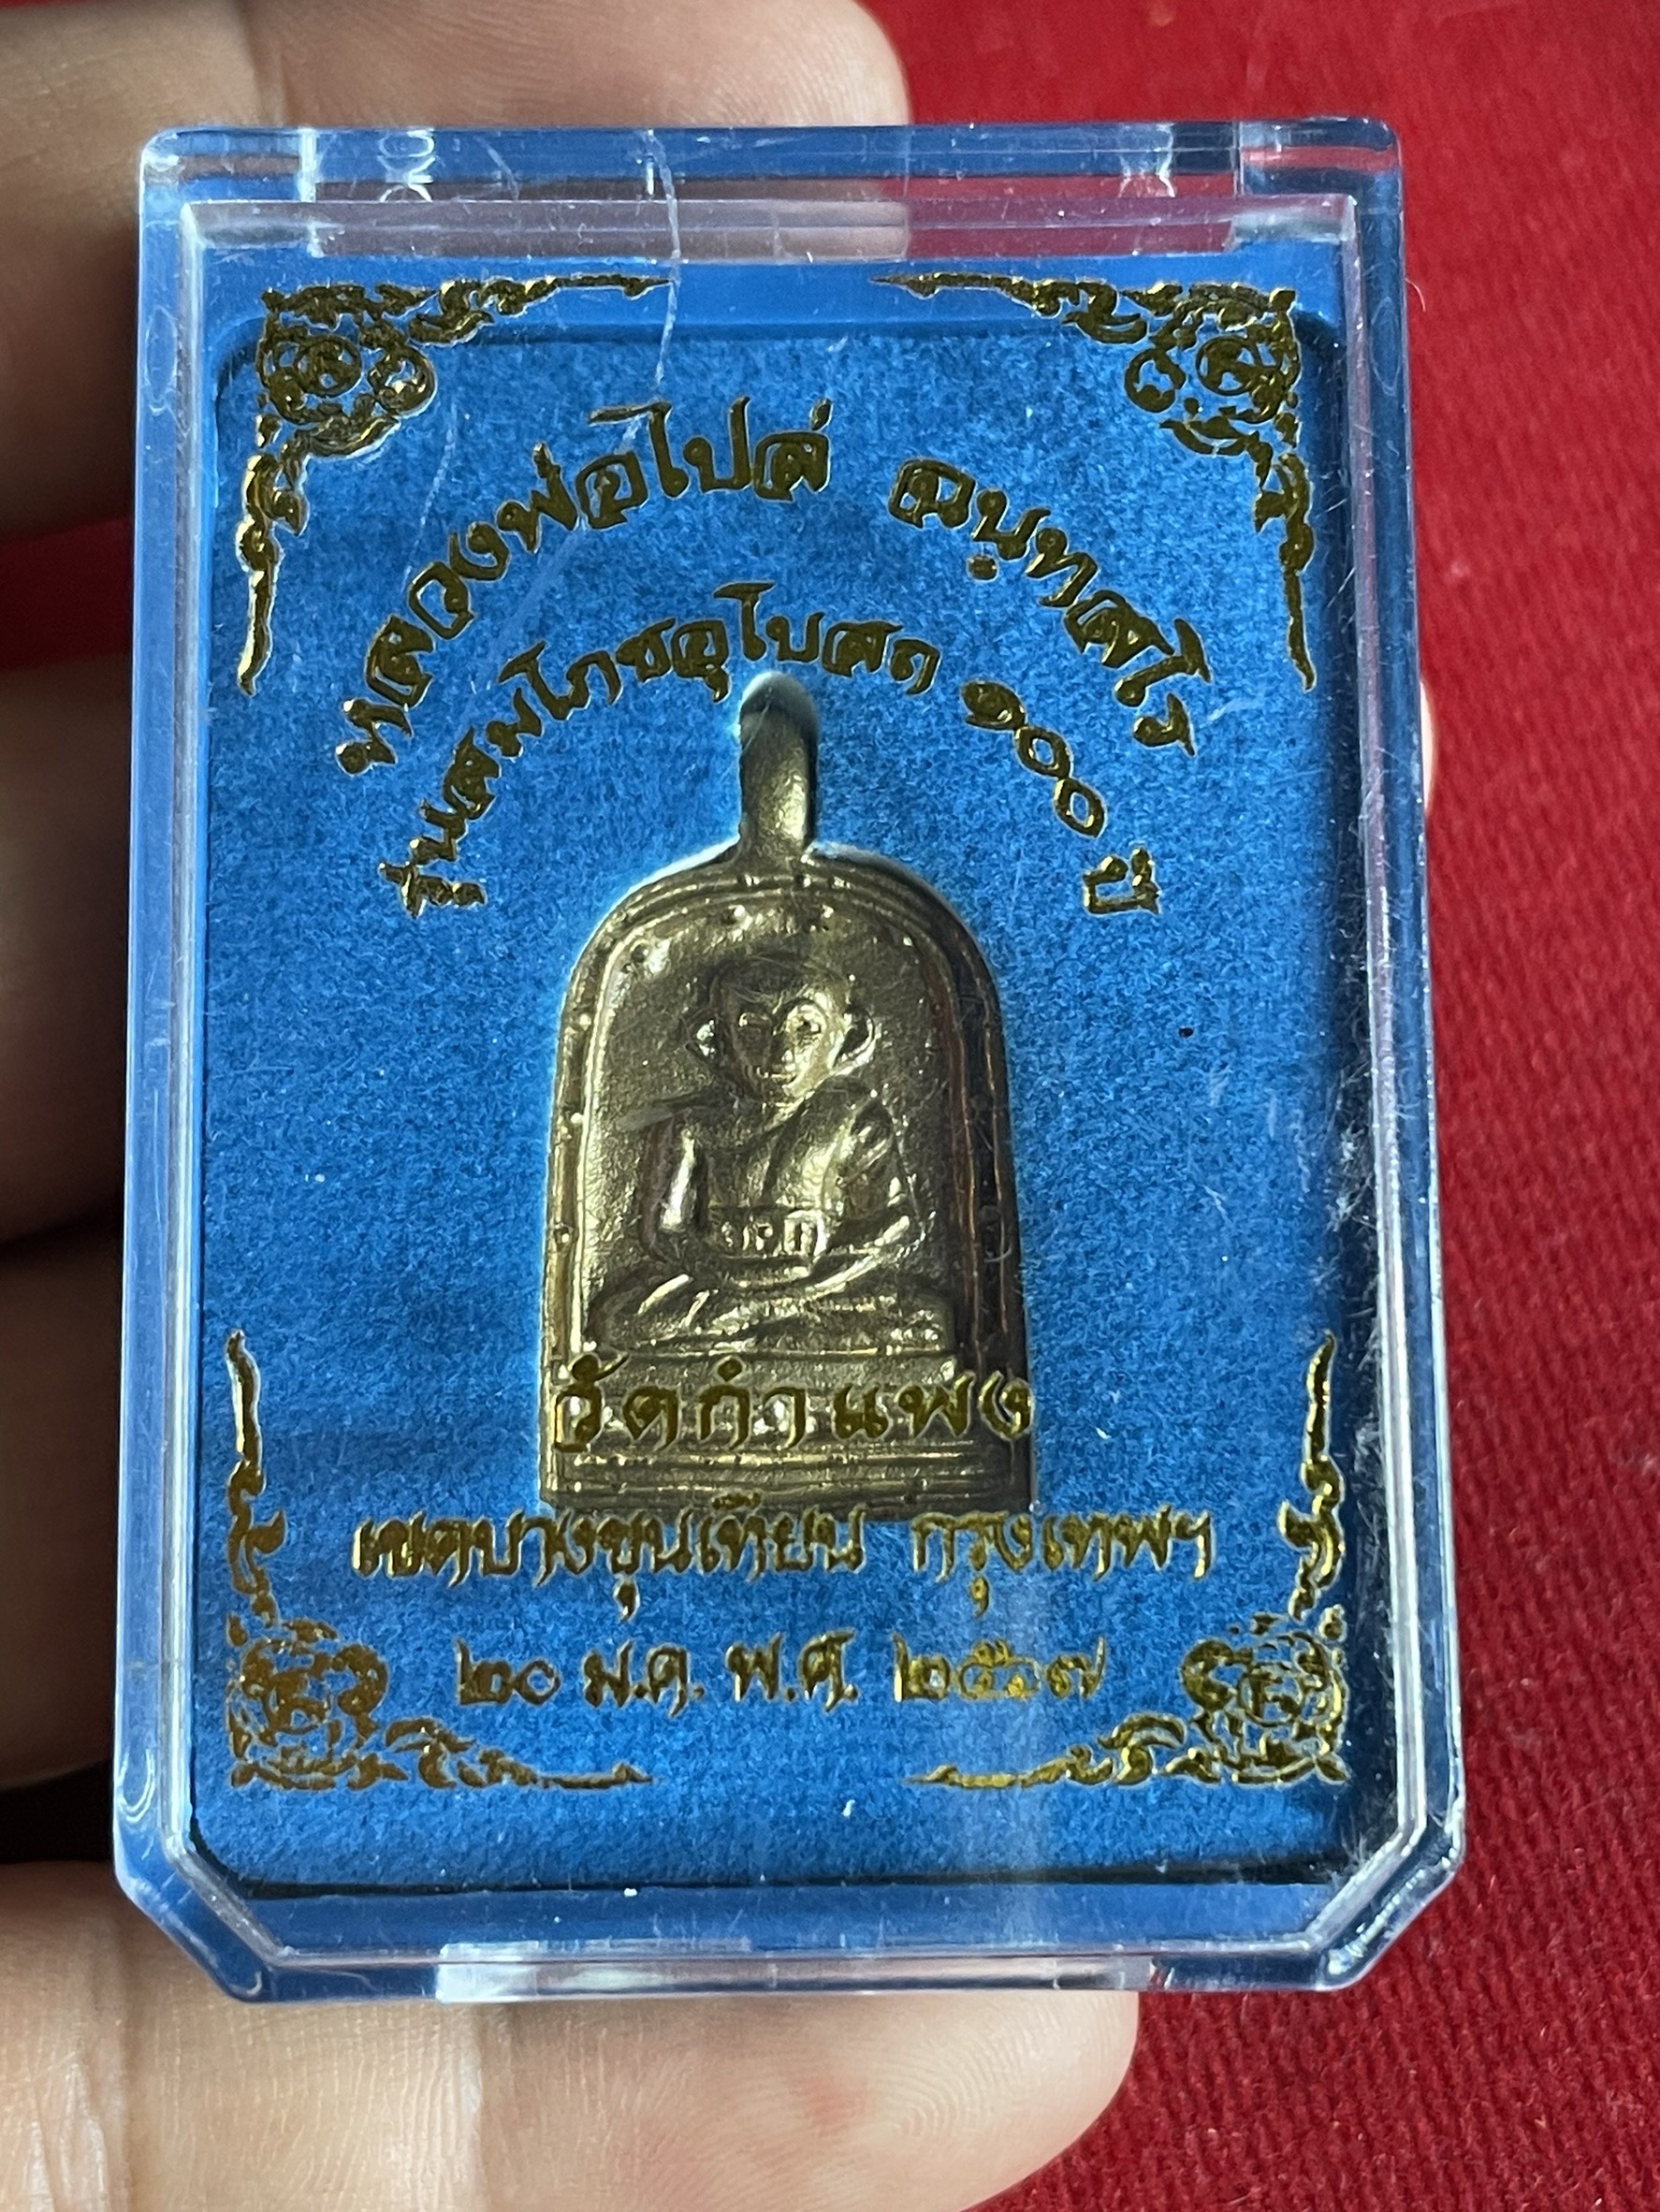 หลวงพ่อไปล่ ฉนฺทสโร
รุ่นสมโภชอุโบสถ ๑๐๐ ปี
วัดกำแพง
เขตบางขุนเทียน กรุงเทพฯ
๒๐ ม.ค. พ.ศ. ๒๕๓๗